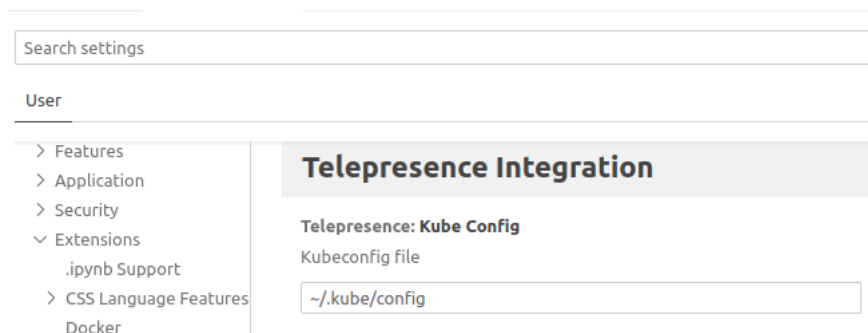 Search settings
User
Features
Application
Security
Extensions
.ipynb Support
CSS Language Features
Docker
Telepresence Integration
Telepresence: Kube Config
Kubeconfig file
~/.kube/config